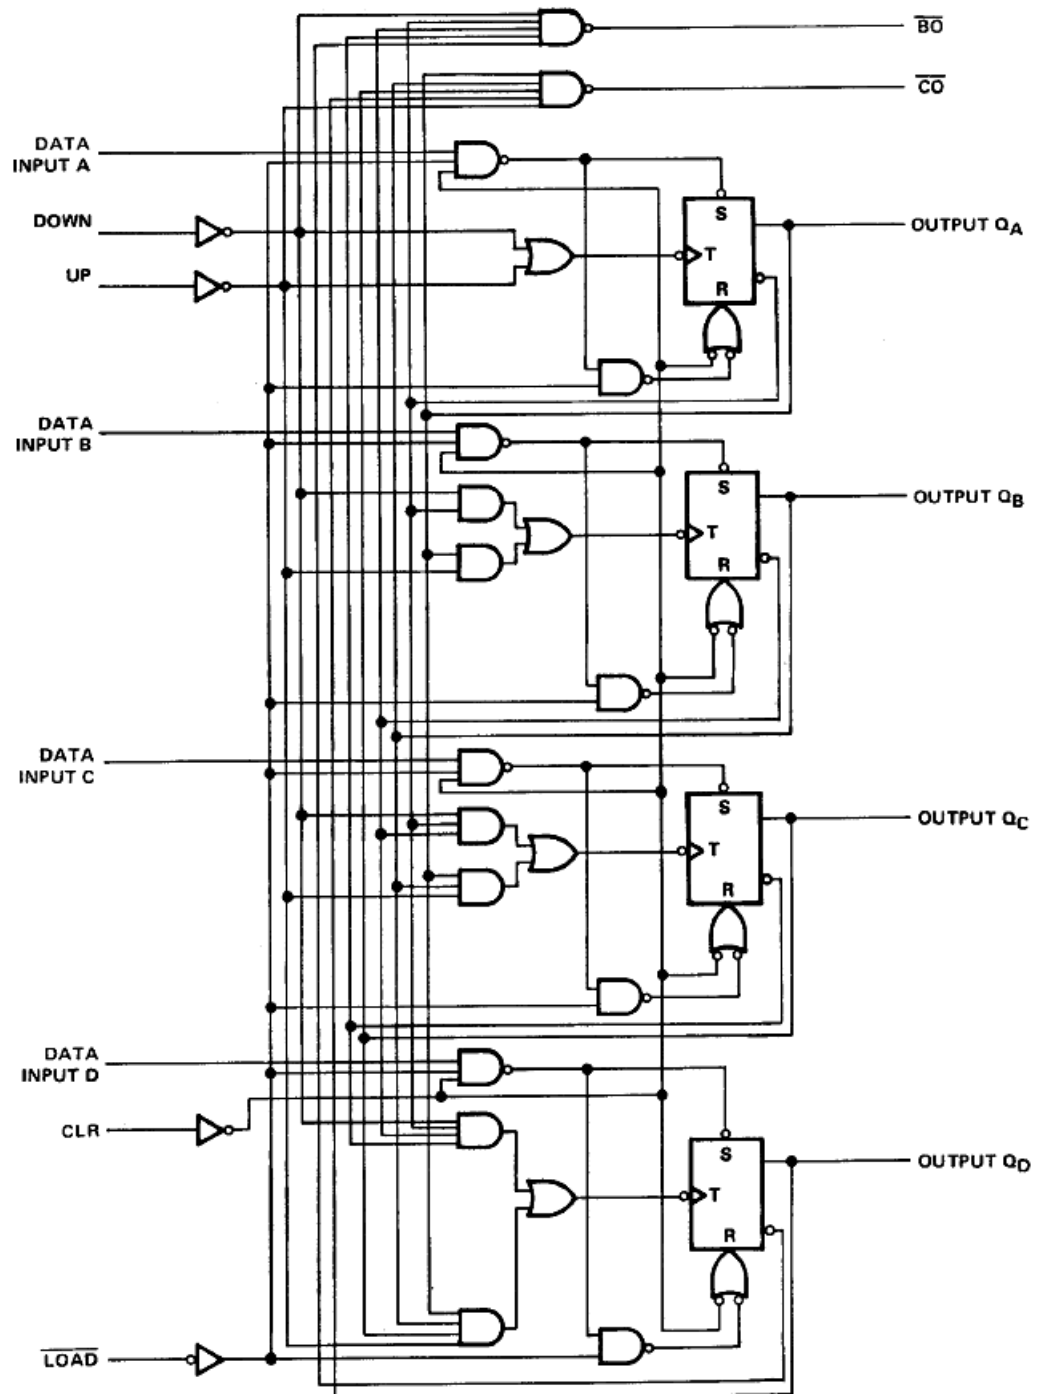 BO
CO
DATA
INPUT A
DOWN
UP
S
T
R
OUTPUT QA
DATA
INPUT B
S
T
R
OUTPUT QB
DATA
INPUT C
S
T
R
OUTPUT QC
DATA
INPUT D
CLR
S
T
R
OUTPUT QD
LOAD